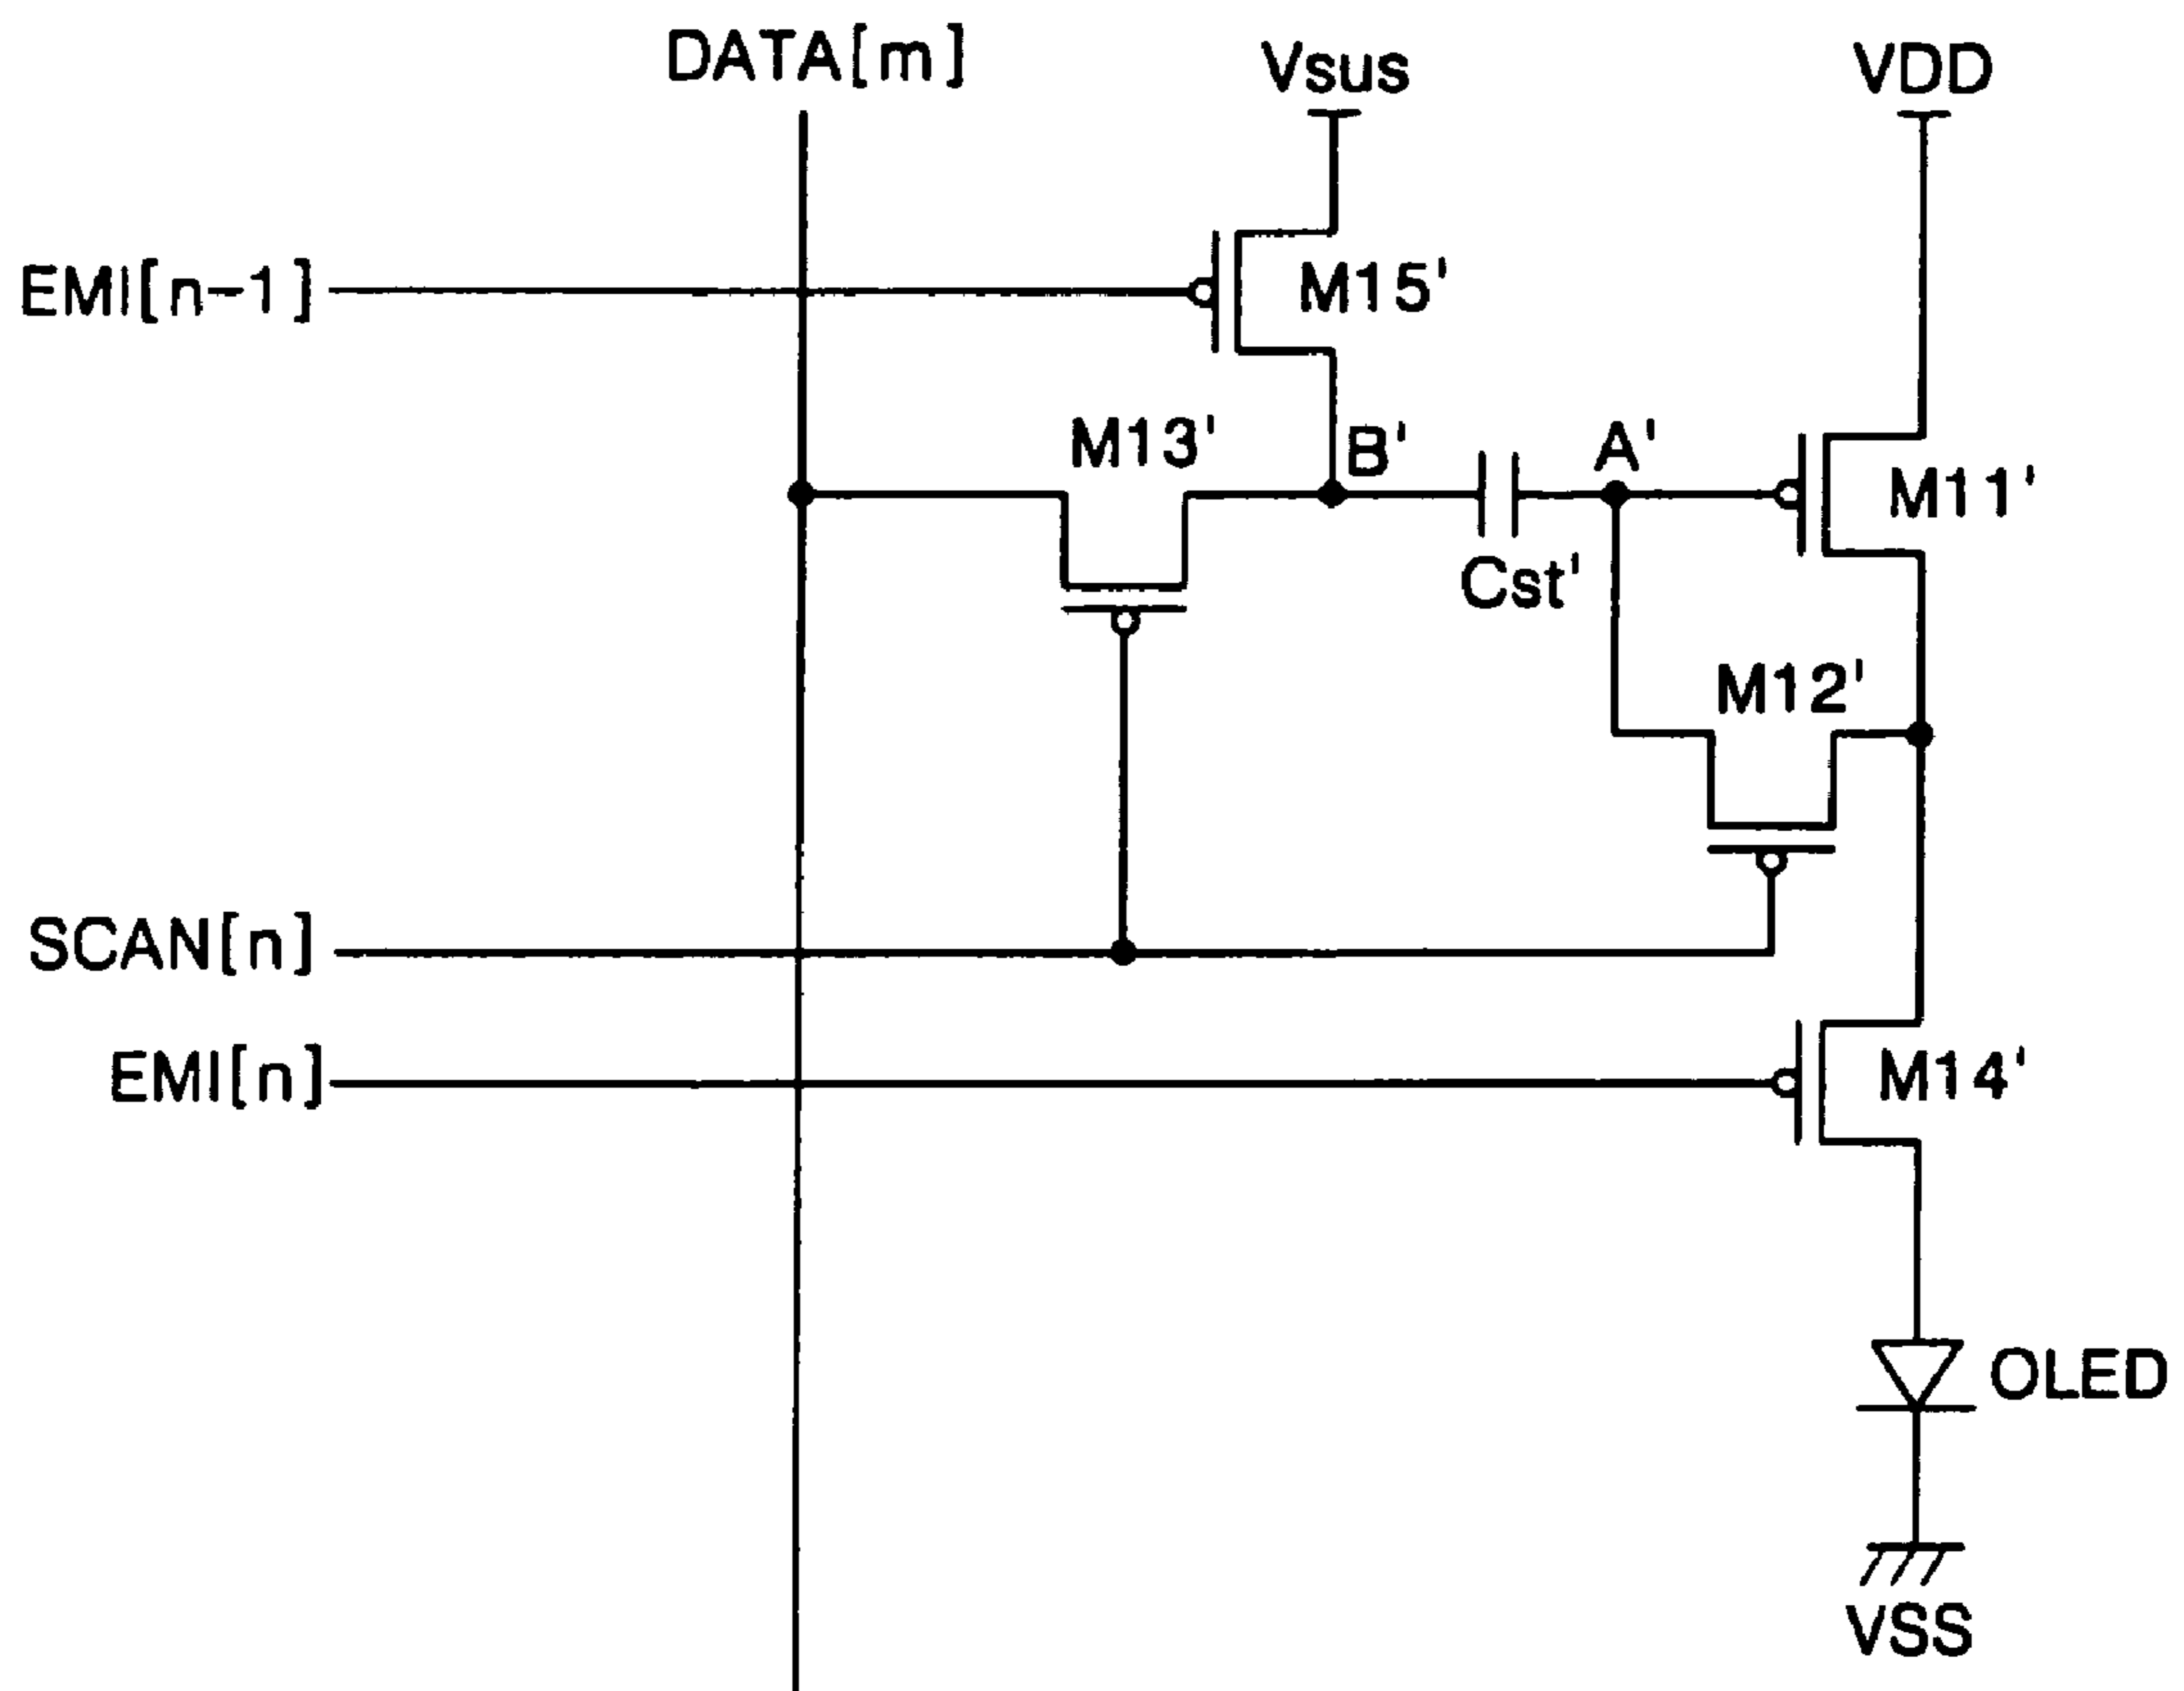 DATA[m]
Vsus
VDD
EMI[n-1]
M15'
M13'
B'
A'
M11'
Cst'
M12'
SCAN[n]
EMI[n]
M14'
OLED
VSS